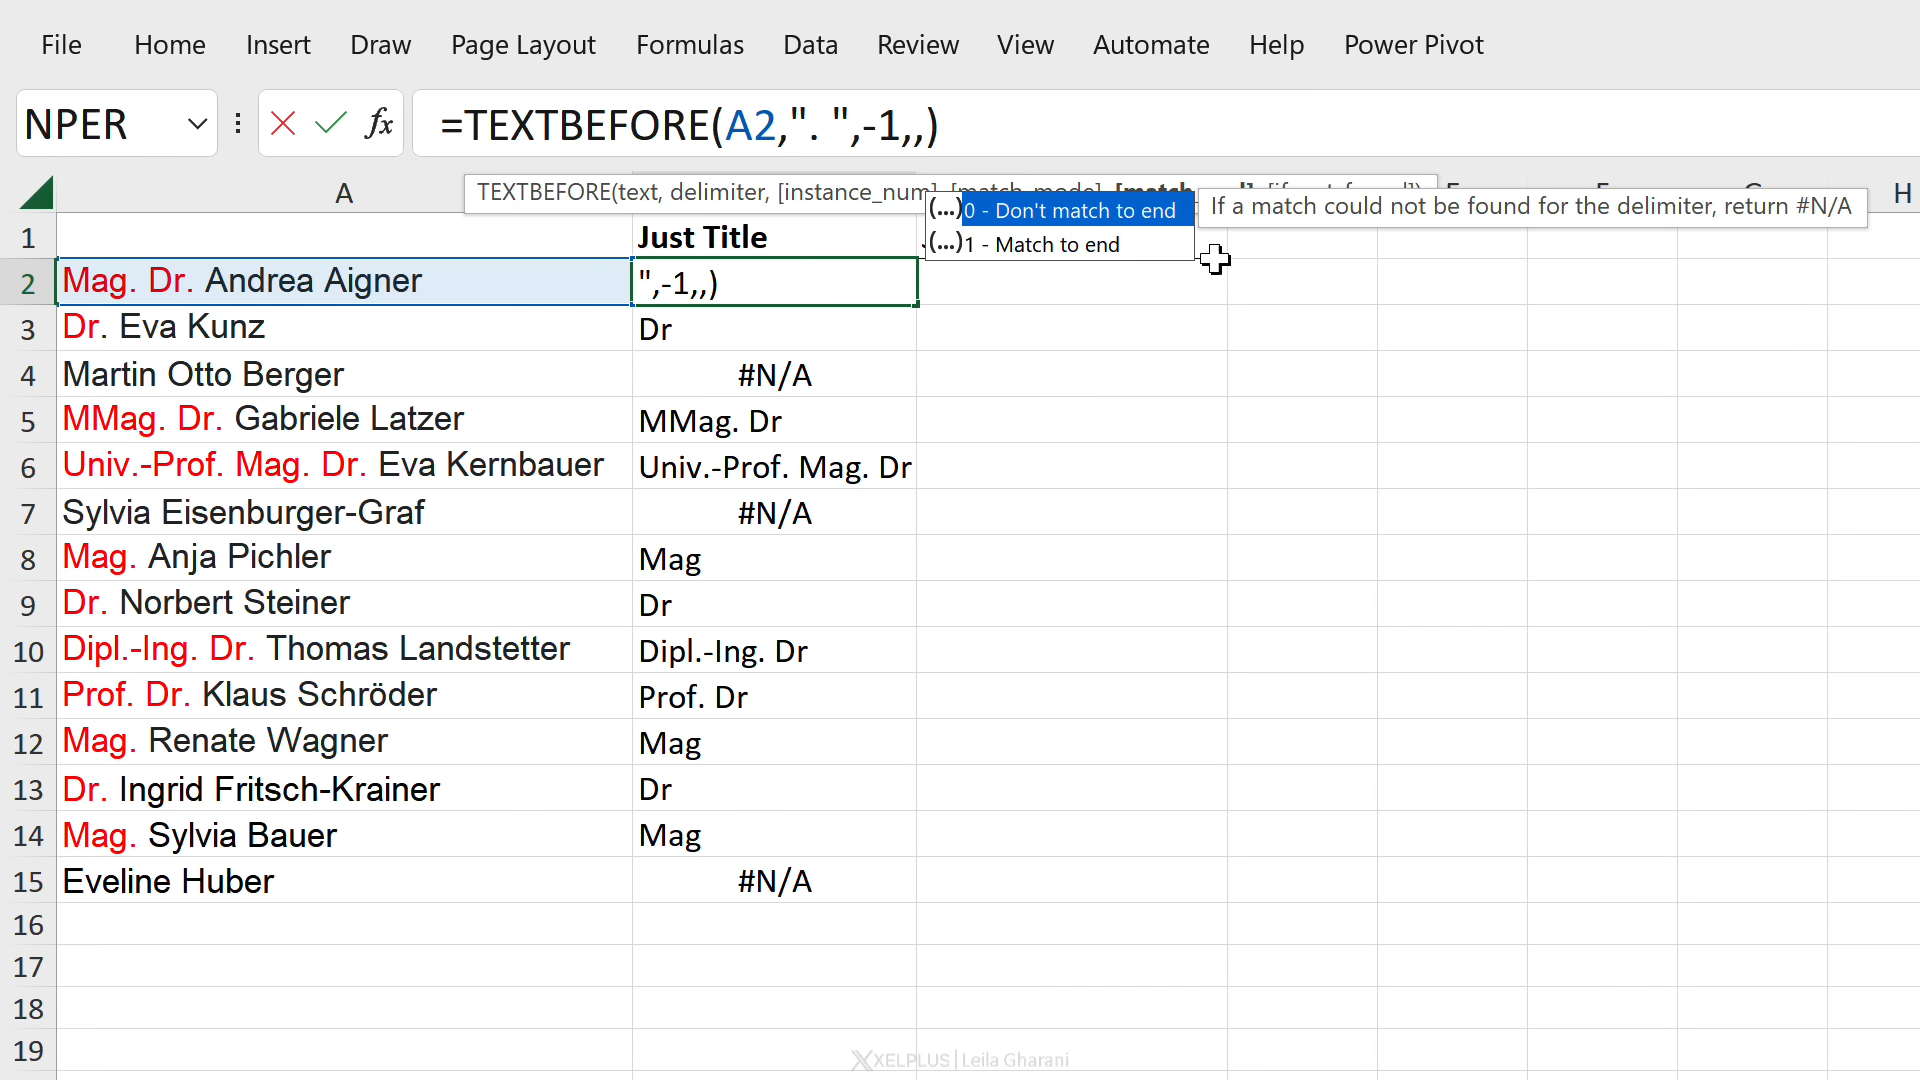 File Home Insert Draw Page Layout Formulas Data Review View Automate Help Power Pivot
NPER fx =TEXTBEFORE(A2,". ",-1,,)
TEXTBEFORE(text, delimiter, [instance_num], [match_mode],
(...) 0 - Don't match to end
(...) 1 - Match to end
If a match could not be found for the delimiter, return #N/A
A H
1 Just Title
2 Mag. Dr. Andrea Aigner ",-1,,)
3 Dr. Eva Kunz Dr
4 Martin Otto Berger #N/A
5 MMag. Dr. Gabriele Latzer MMag. Dr
6 Univ.-Prof. Mag. Dr. Eva Kernbauer Univ.-Prof. Mag. Dr
7 Sylvia Eisenburger-Graf #N/A
8 Mag. Anja Pichler Mag
9 Dr. Norbert Steiner Dr
10 Dipl.-Ing. Dr. Thomas Landstetter Dipl.-Ing. Dr
11 Prof. Dr. Klaus Schröder Prof. Dr
12 Mag. Renate Wagner Mag
13 Dr. Ingrid Fritsch-Krainer Dr
14 Mag. Sylvia Bauer Mag
15 Eveline Huber #N/A
16
17
18
19
XELPLUS | Leila Gharani